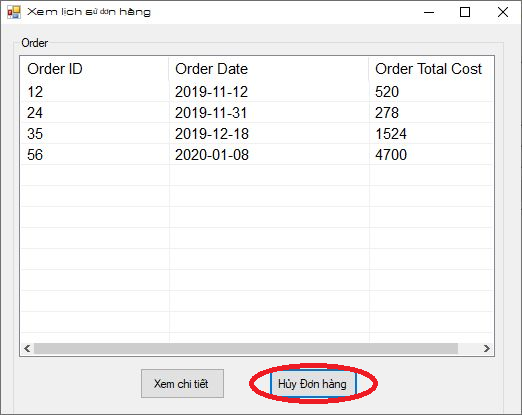 Xem lịch sử đơn hàng
Order
Order ID Order Date Order Total Cost
12 2019-11-12 520
24 2019-11-31 278
35 2019-12-18 1524
56 2020-01-08 4700
Xem chi tiết Hủy Đơn hàng